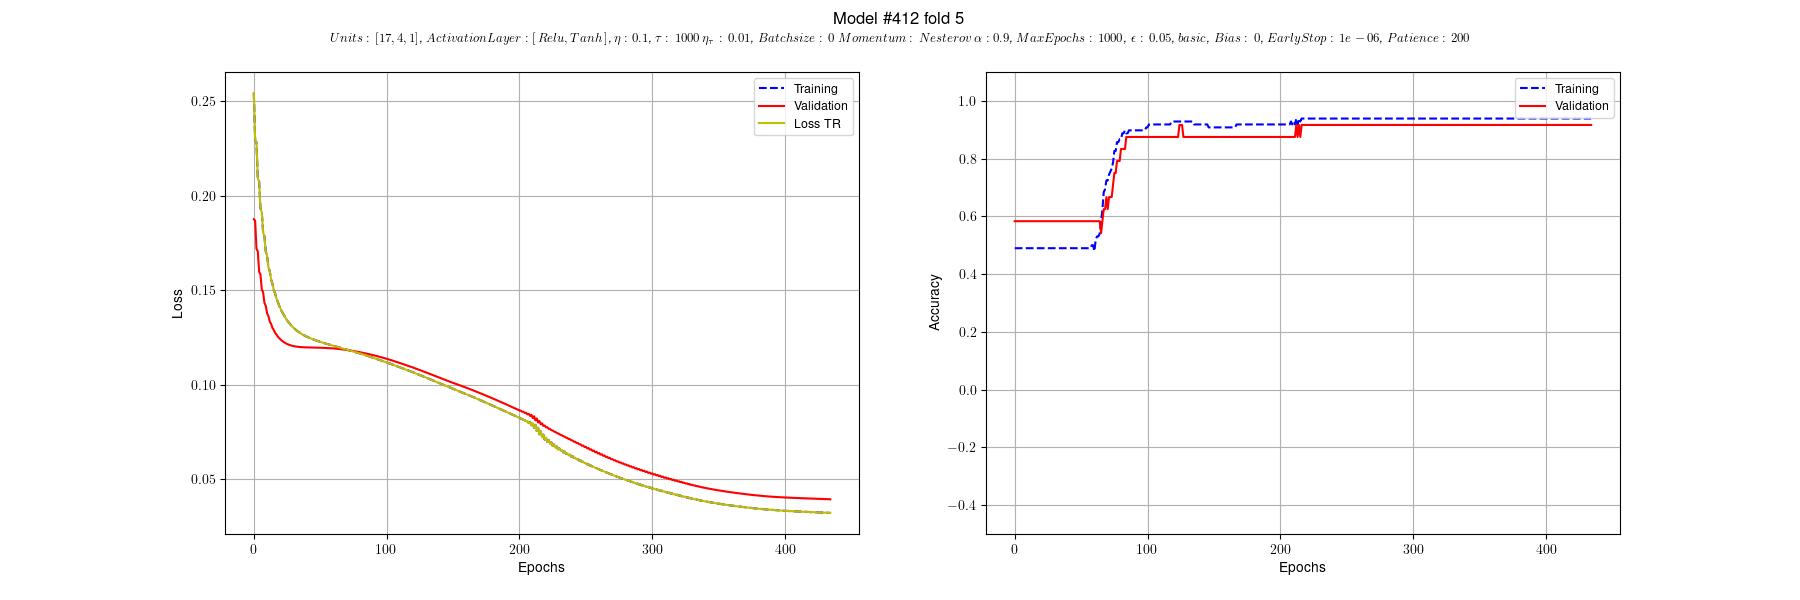 Model #412 fold 5
Units : [17, 4, 1], ActivationLayer : [ Relu, Tanh ], η : 0.1, τ : 1000 ητ : 0.01, Batchsize : 0 Momentum : Nesterov α : 0.9, MaxEpochs : 1000, ϵ : 0.05, basic, Bias : 0, EarlyStop : 1e − 06, Patience : 200
Training
Validation
Loss TR
0.25
0.20
0.15
0.10
0.05
Loss
0 100 200 300 400
Epochs
Training
Validation
1.0
0.8
0.6
0.4
0.2
0.0
−0.2
−0.4
Accuracy
0 100 200 300 400
Epochs